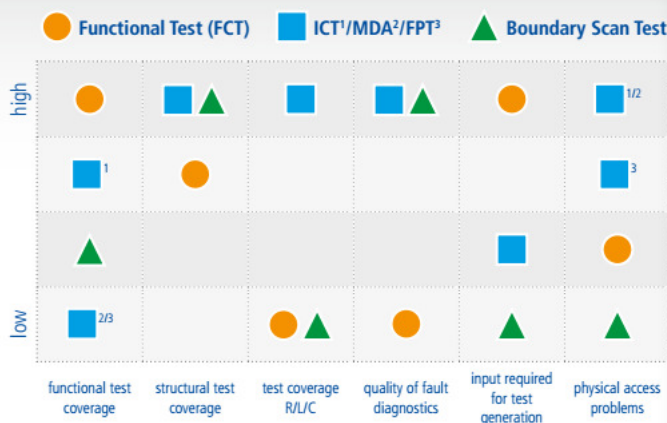 Functional Test (FCT) ICT¹/MDA²/FPT³ Boundary Scan Test
high
1/2
1
3
2/3
low
functional test coverage
structural test coverage
test coverage R/L/C
quality of fault diagnostics
input required for test generation
physical access problems